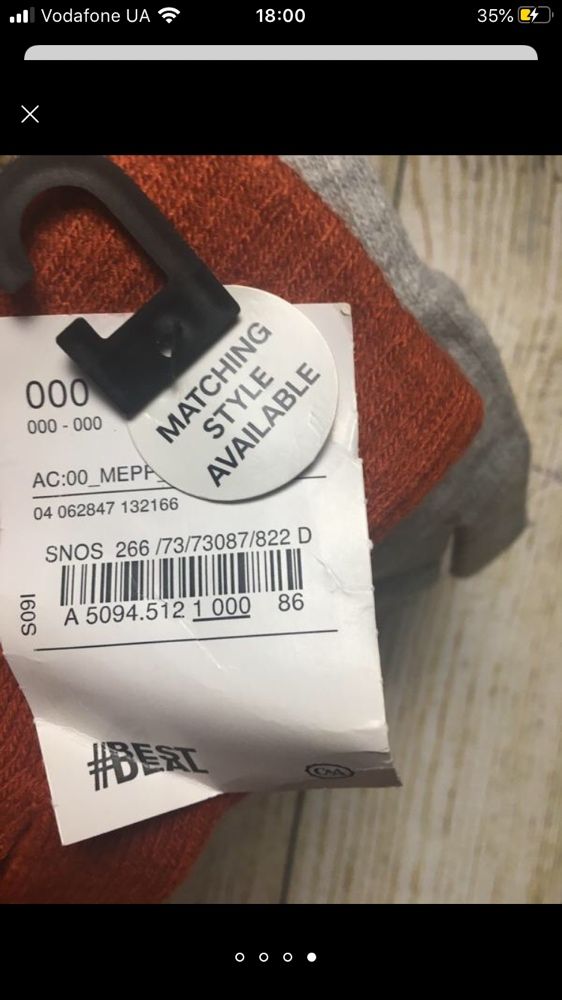 Vodafone UA
18:00
35%
MATCHING
STYLE
AVAILABLE
000
000 - 000
AC:00_MEPF
04 062847 132166
SNOS 266 /73/73087/822 D
A 5094.512 1 000 86
S09I
#BEST
DEAL
C&A